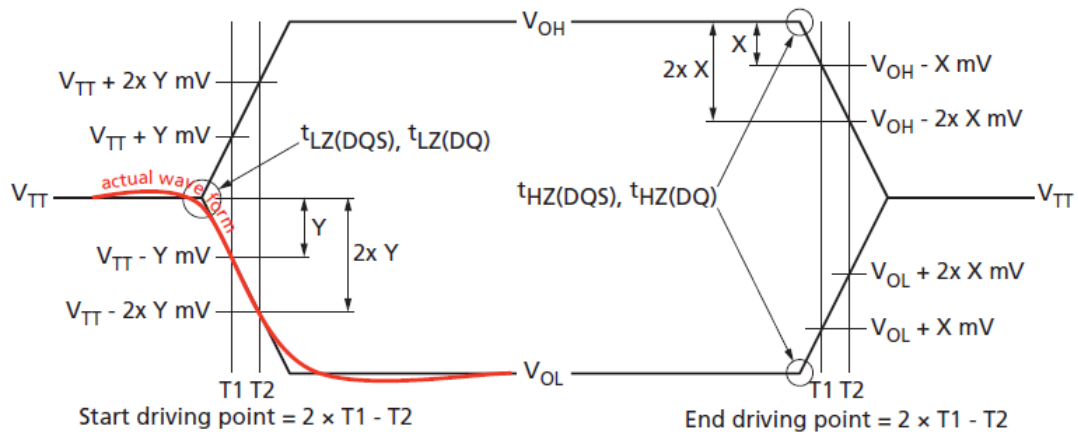 VOH
X
2x X
VOH - X mV
VOH - 2x X mV
VTT + 2x Y mV
Y
VTT + Y mV
tLZ(DQS), tLZ(DQ)
actual wave form
VTT
tHZ(DQS), tHZ(DQ)
VTT
Y
2x Y
VTT - Y mV
VTT - 2x Y mV
VOL + 2x X mV
VOL + X mV
VOL
T1 T2
T1 T2
Start driving point = 2 × T1 - T2
End driving point = 2 × T1 - T2